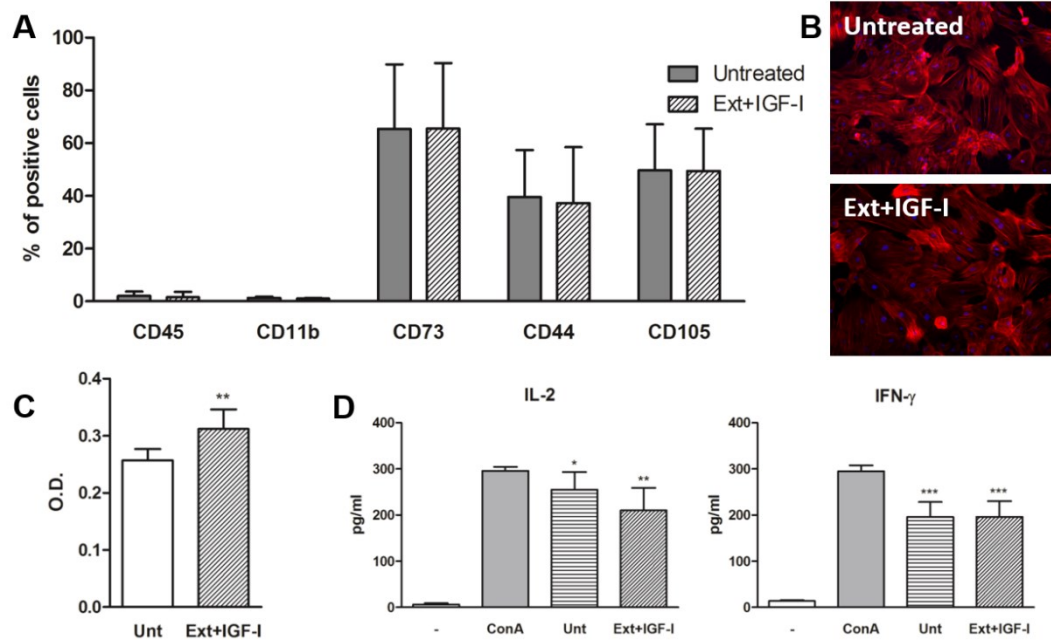 A
B
100
80
60
40
20
0
% of positive cells
Untreated
Ext+IGF-I
CD45 CD11b CD73 CD44 CD105
Untreated
Ext+IGF-I
C
0.4
0.3
0.2
0.1
0.0
O.D.
**
Unt Ext+IGF-I
D
IL-2
400
300
200
100
0
pg/ml
*
**
- ConA Unt Ext+IGF-I
IFN-γ
400
300
200
100
0
pg/ml
***
***
- ConA Unt Ext+IGF-I